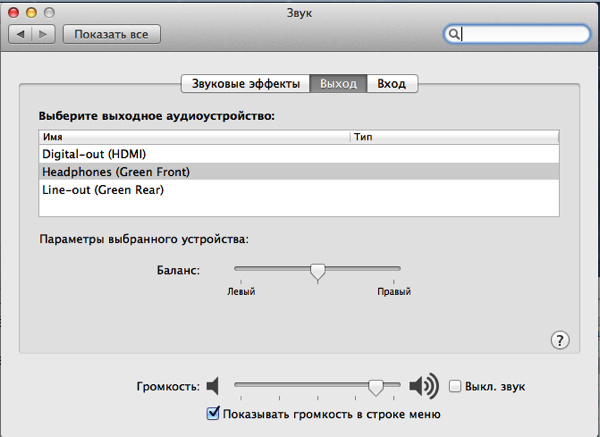 Звук
Показать все
Звуковые эффекты Выход Вход
Выберите выходное аудиоустройство:
Имя Тип
Digital-out (HDMI)
Headphones (Green Front)
Line-out (Green Rear)
Параметры выбранного устройства:
Баланс:
Левый Правый
?
Громкость: Выкл. звук
Показывать громкость в строке меню